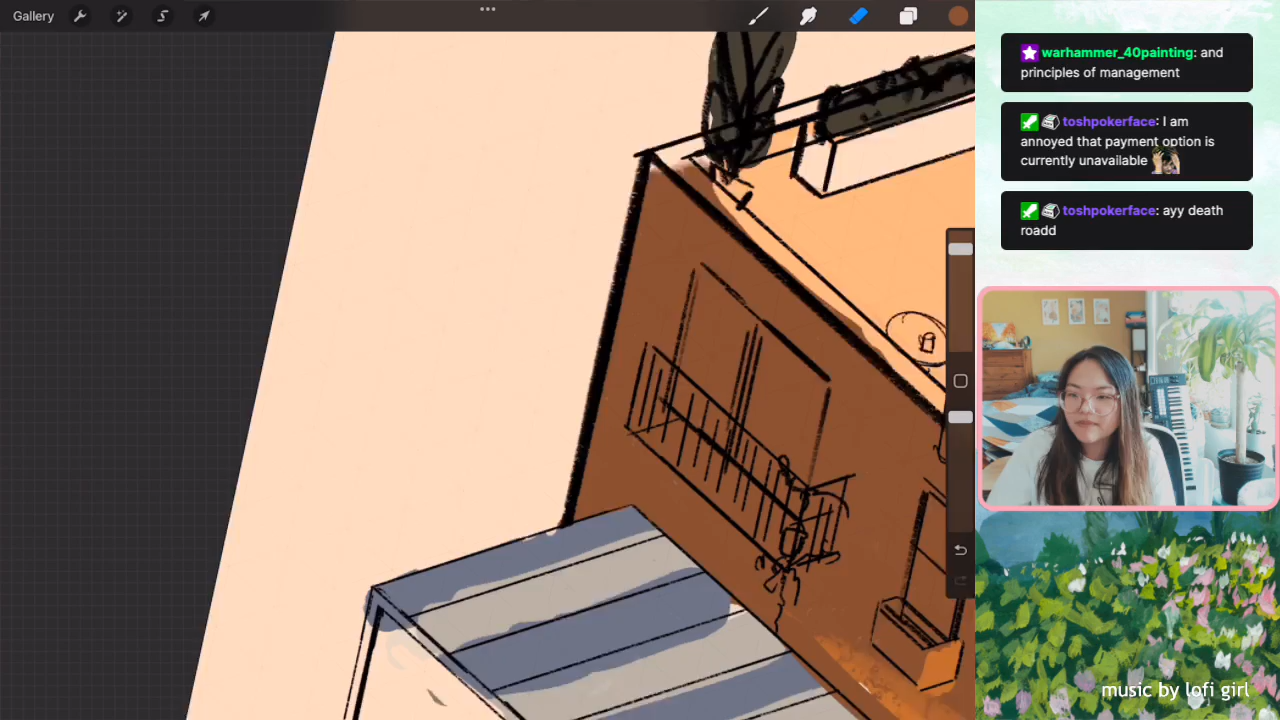 Gallery
warhammer_40painting: and
principles of management
toshpokerface: I am
annoyed that payment option is
currently unavailable
toshpokerface: ayy death
roadd
music by lofi girl